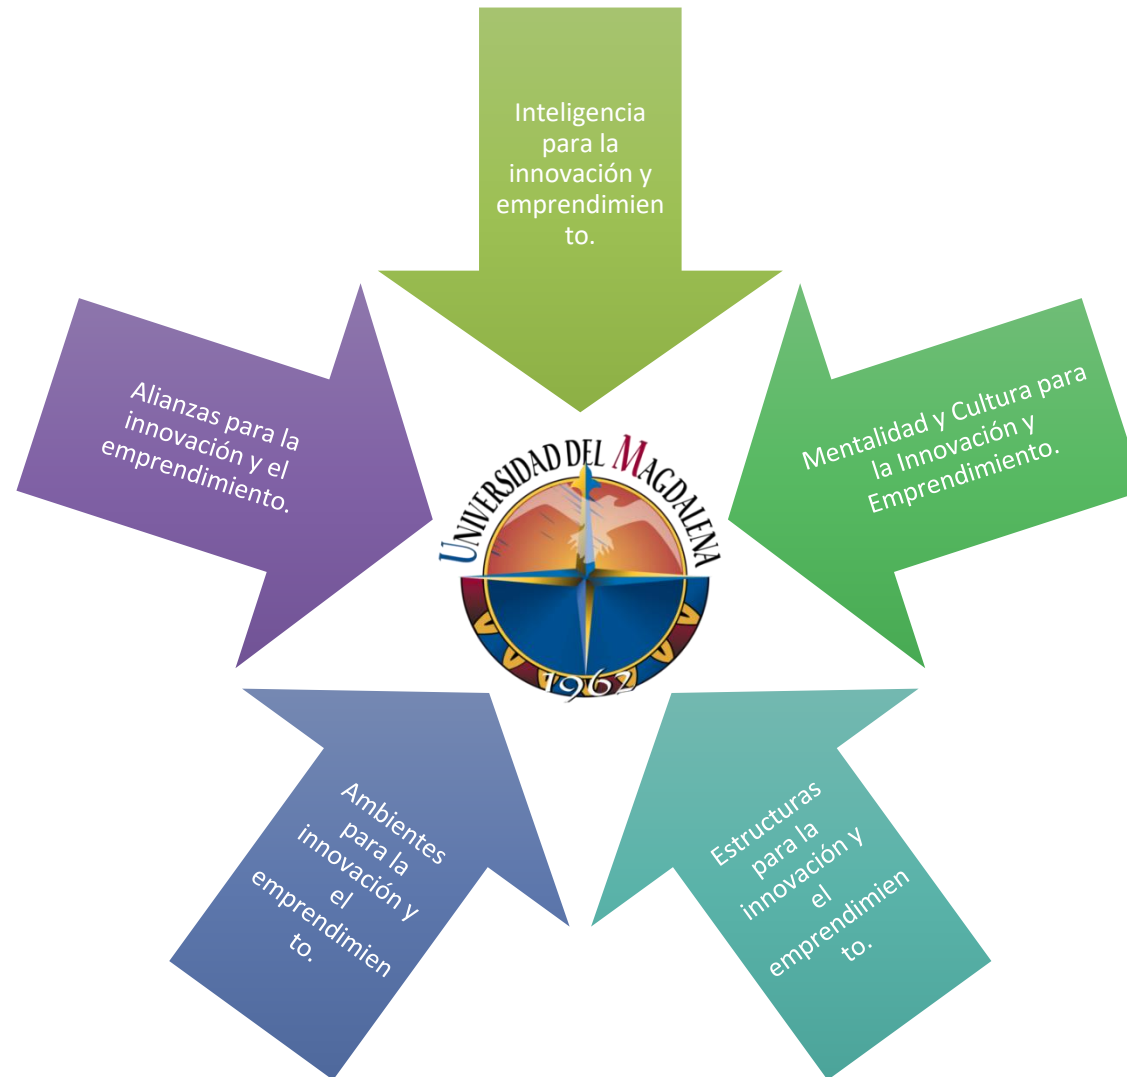 Inteligencia
para la
innovación y
emprendimien
to.
Mentalidad y Cultura para
la Innovación y
Emprendimiento.
Estructuras
para la
innovación y
el
emprendimien
to.
Ambientes
para la
innovación y
el
emprendimien
to.
Alianzas para la
innovación y el
emprendimiento.
UNIVERSIDAD DEL MAGDALENA
1962